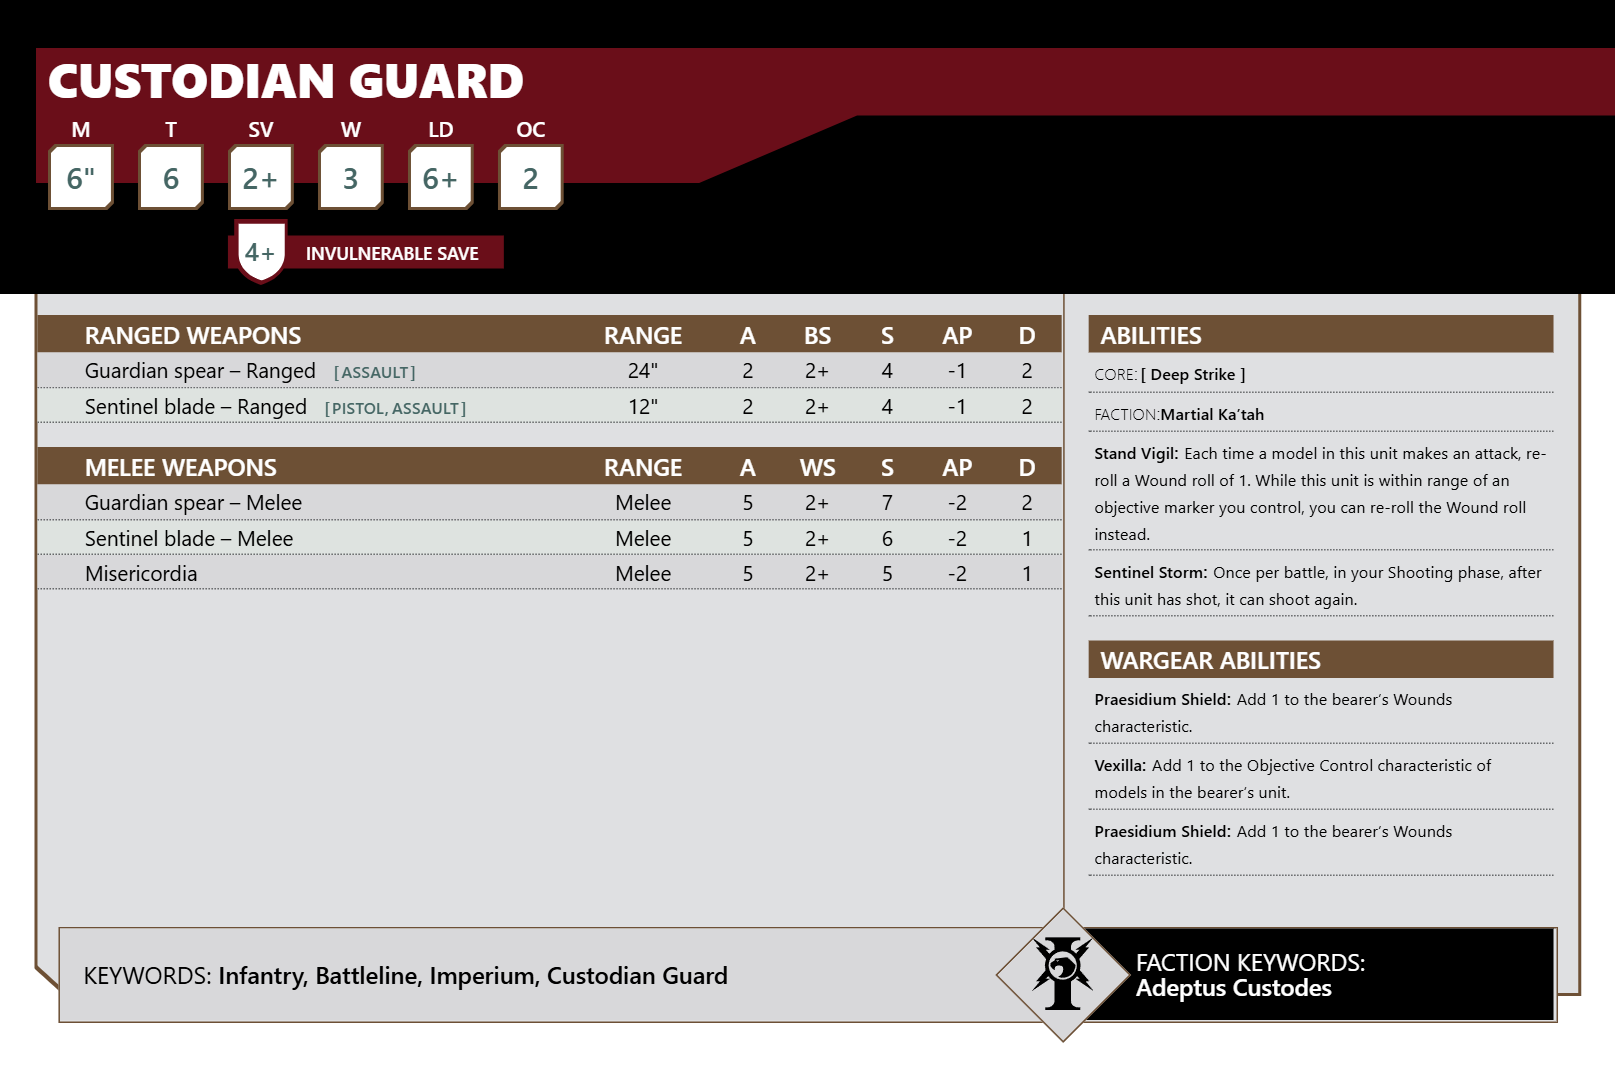 CUSTODIAN GUARD
M T SV W LD OC
6" 6 2+ 3 6+ 2
4+ INVULNERABLE SAVE
RANGED WEAPONS RANGE A BS S AP D
Guardian spear – Ranged [ASSAULT] 24" 2 2+ 4 -1 2
Sentinel blade – Ranged [PISTOL, ASSAULT] 12" 2 2+ 4 -1 2
MELEE WEAPONS RANGE A WS S AP D
Guardian spear – Melee Melee 5 2+ 7 -2 2
Sentinel blade – Melee Melee 5 2+ 6 -2 1
Misericordia Melee 5 2+ 5 -2 1
ABILITIES
CORE: [ Deep Strike ]
FACTION:Martial Ka’tah
Stand Vigil: Each time a model in this unit makes an attack, re-
roll a Wound roll of 1. While this unit is within range of an
objective marker you control, you can re-roll the Wound roll
instead.
Sentinel Storm: Once per battle, in your Shooting phase, after
this unit has shot, it can shoot again.
WARGEAR ABILITIES
Praesidium Shield: Add 1 to the bearer’s Wounds
characteristic.
Vexilla: Add 1 to the Objective Control characteristic of
models in the bearer’s unit.
Praesidium Shield: Add 1 to the bearer’s Wounds
characteristic.
KEYWORDS: Infantry, Battleline, Imperium, Custodian Guard
FACTION KEYWORDS:
Adeptus Custodes